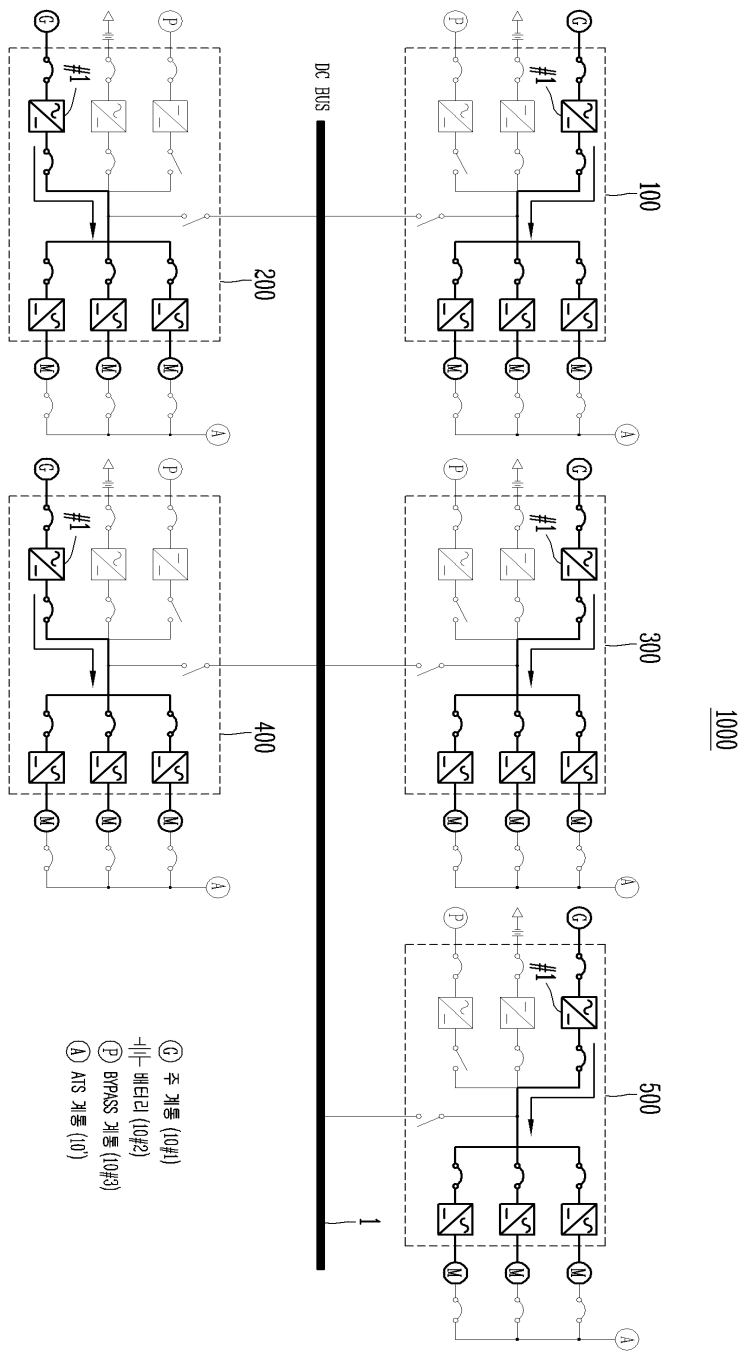 1000
100 300 500
A A A
G M G M G M
#1 #1 #1
M M M
P M P M P M
1
DC BUS
200 400
A A
P M P M
M M
#1 #1
G M G M
G 주 계통 (10#1)
배터리 (10#2)
P BYPASS 계통 (10#3)
A ATS 계통 (10')